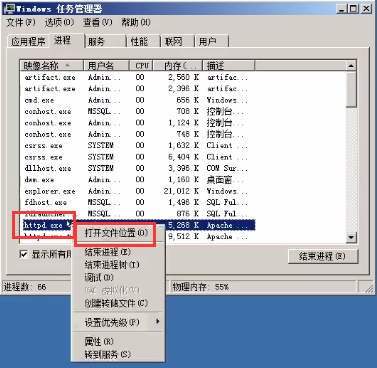 Windows 任务管理器
文件(F) 选项(O) 查看(V) 帮助(H)
应用程序 进程 服务 性能 联网 用户
映像名称 用户名 CPU 内存(... 描述
artifact.exe Admin... 00 2,560 K artifac...
artifact.exe Admin... 00 2,396 K artifac...
cmd.exe Admin... 00 656 K Windows...
conhost.exe MSSQL... 00 708 K 控制台...
conhost.exe Admin... 00 1,124 K 控制台...
conhost.exe Admin... 00 748 K 控制台...
csrss.exe SYSTEM 00 1,632 K Client ...
csrss.exe SYSTEM 00 6,404 K Client ...
dllhost.exe SYSTEM 00 3,396 K COM Sur...
dwm.exe Admin... 00 1,160 K 桌面窗...
explorer.exe Admin... 00 21,012 K Windows...
fdhost.exe MSSQL... 00 1,496 K SQL Ful...
MSSQL... 00 876 K SQL Ful...
httpd.exe 5,268 K Apache ...
9,512 K Apache ...
打开文件位置(O)
结束进程(E)
结束进程树(T)
调试(D)
UAC 虚拟化(V)
创建转储文件(C)
设置优先级(P)
属性(R)
转到服务(S)
显示所有用
结束进程(E)
进程数: 66
物理内存: 55%